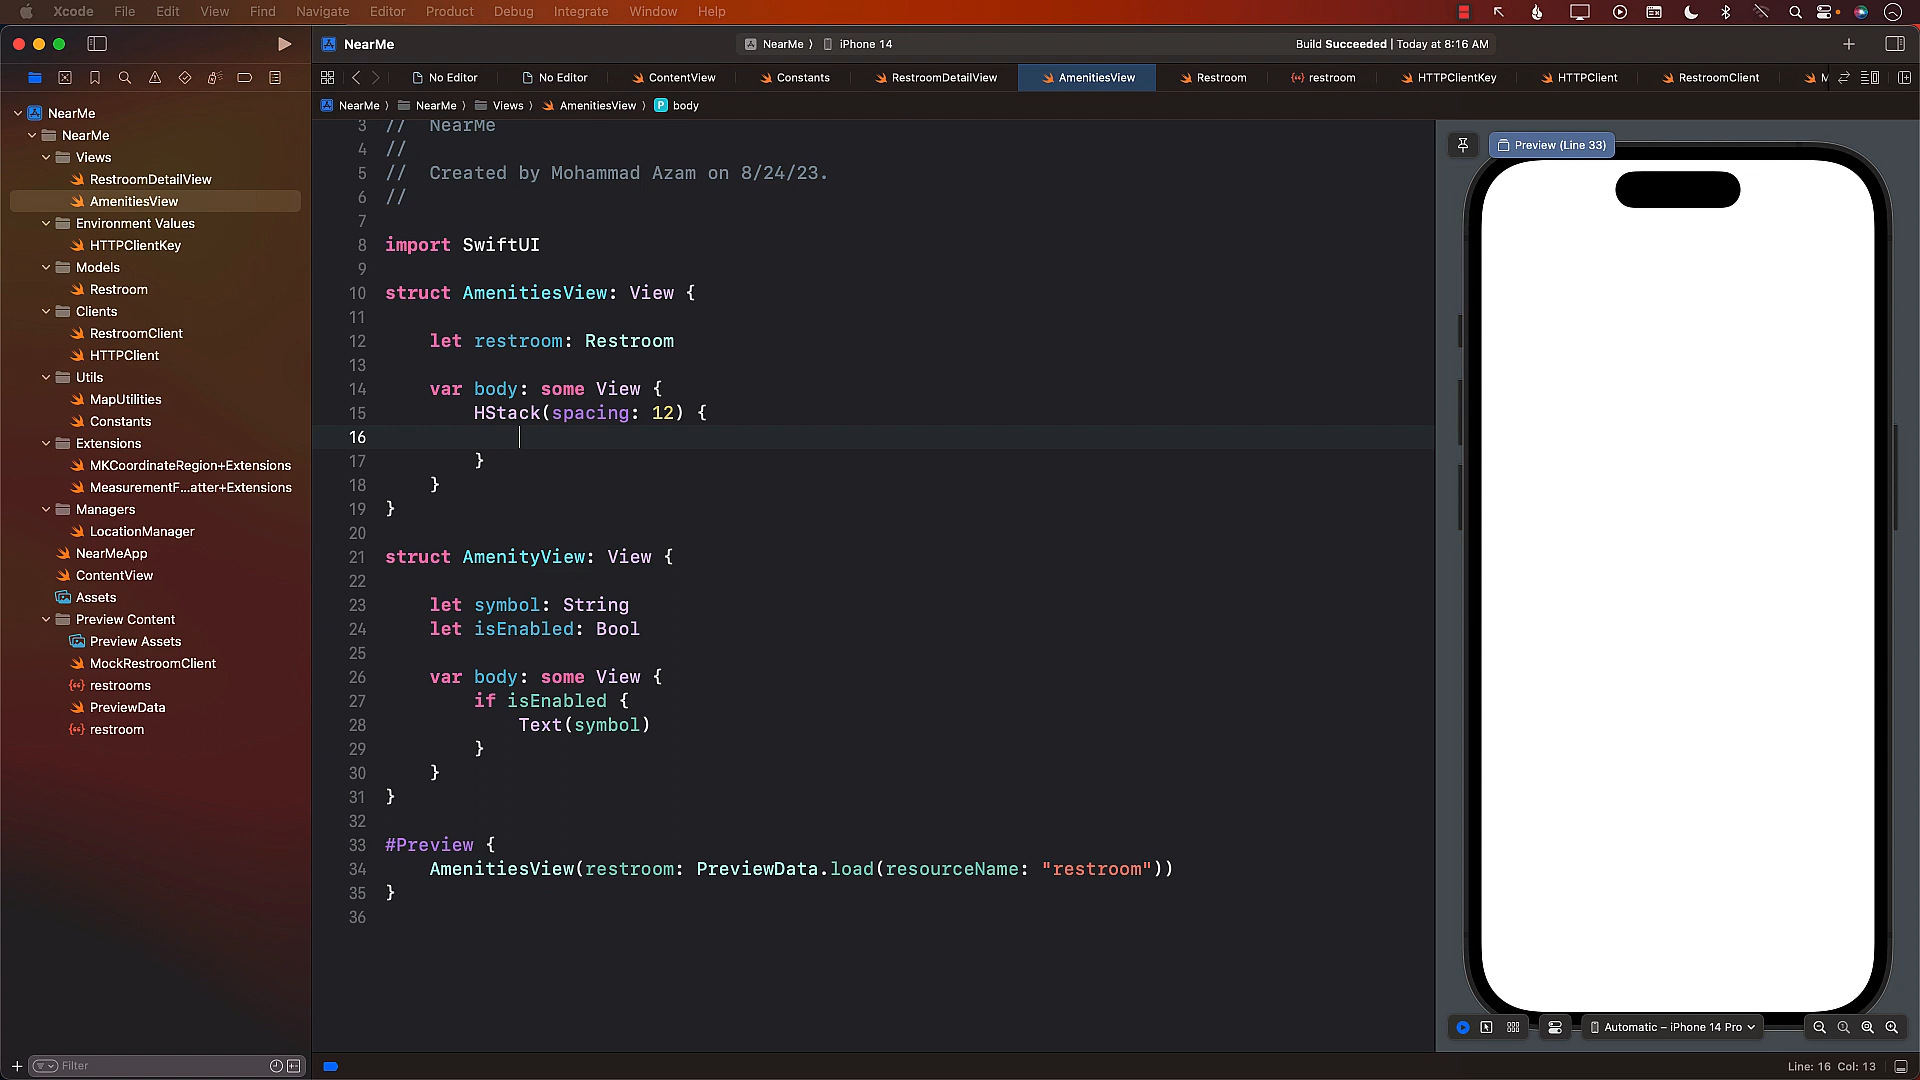 Xcode File Edit View Find Navigate Editor Product Debug Integrate Window Help
NearMe
NearMe ⟩ iPhone 14
Build Succeeded | Today at 8:16 AM
No Editor No Editor ContentView Constants RestroomDetailView AmenitiesView Restroom restroom HTTPClientKey HTTPClient RestroomClient M
NearMe ⟩ NearMe ⟩ Views ⟩ AmenitiesView ⟩ P body
NearMe
NearMe
Views
RestroomDetailView
AmenitiesView
Environment Values
HTTPClientKey
Models
Restroom
Clients
RestroomClient
HTTPClient
Utils
MapUtilities
Constants
Extensions
MKCoordinateRegion+Extensions
MeasurementF...atter+Extensions
Managers
LocationManager
NearMeApp
ContentView
Assets
Preview Content
Preview Assets
MockRestroomClient
restrooms
PreviewData
restroom
Filter
3 // NearMe
4 //
5 // Created by Mohammad Azam on 8/24/23.
6 //
7
8 import SwiftUI
9
10 struct AmenitiesView: View {
11
12 let restroom: Restroom
13
14 var body: some View {
15 HStack(spacing: 12) {
16
17 }
18 }
19 }
20
21 struct AmenityView: View {
22
23 let symbol: String
24 let isEnabled: Bool
25
26 var body: some View {
27 if isEnabled {
28 Text(symbol)
29 }
30 }
31 }
32
33 #Preview {
34 AmenitiesView(restroom: PreviewData.load(resourceName: "restroom"))
35 }
36
Preview (Line 33)
Automatic – iPhone 14 Pro
Line: 16 Col: 13